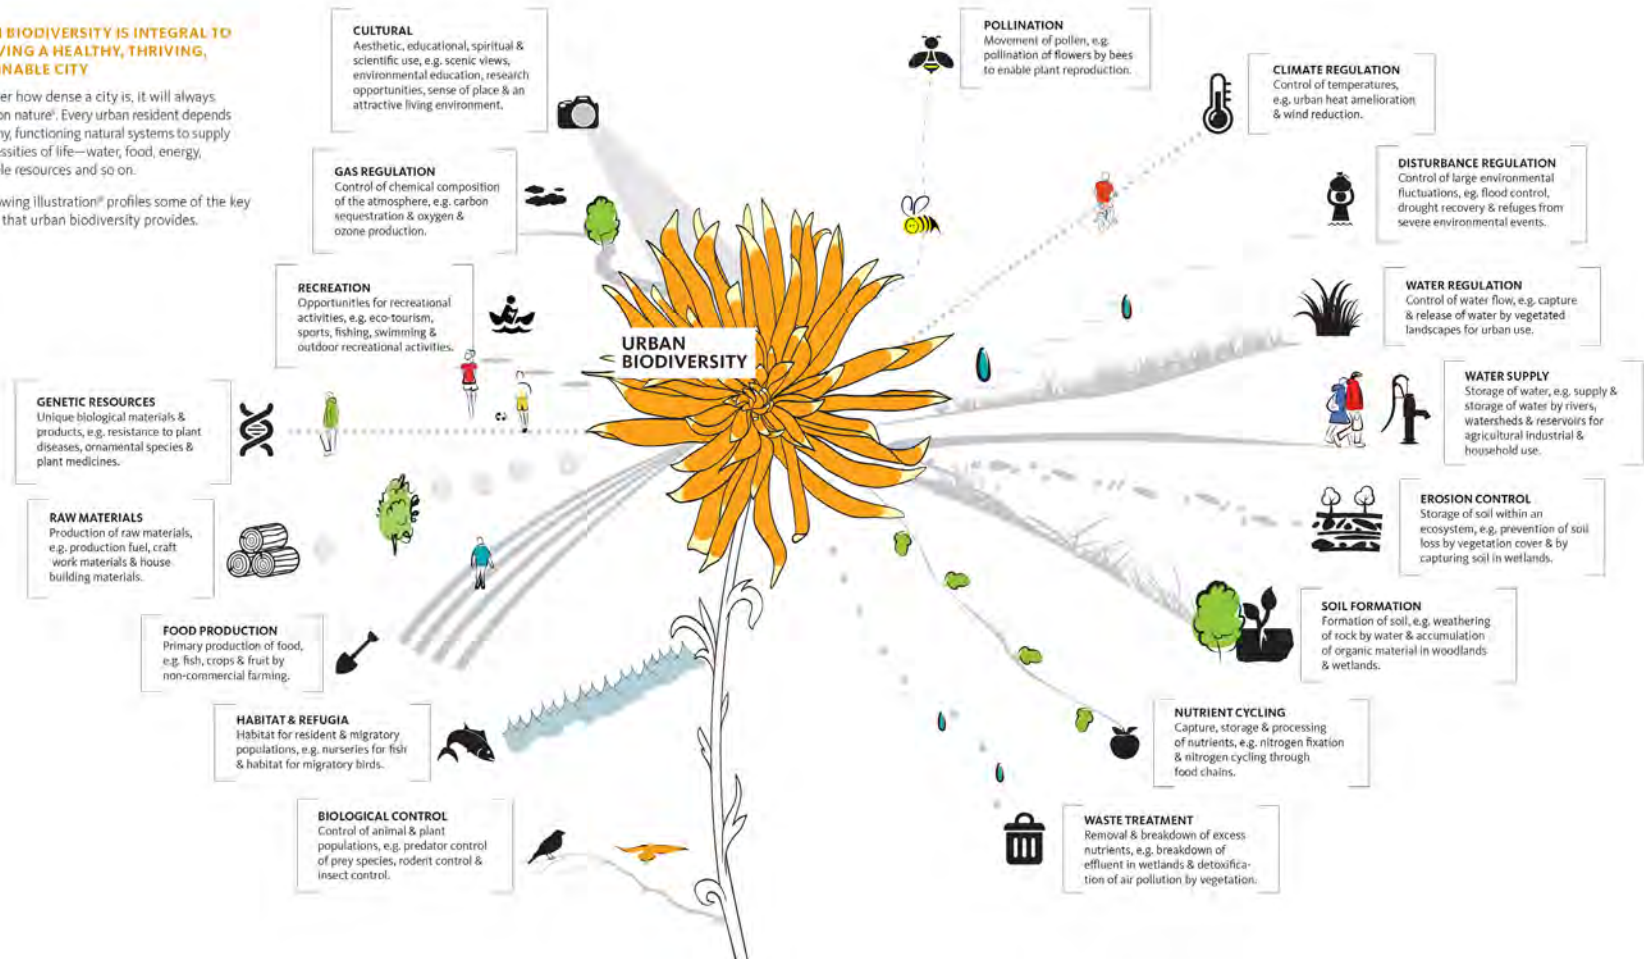 BIODIVERSITY IS INTEGRAL TO
VING A HEALTHY, THRIVING,
INABLE CITY
er how dense a city is, it will always
on nature. Every urban resident depends
y, functioning natural systems to supply
ssities of life—water, food, energy,
le resources and so on.
wing illustration profiles some of the key
that urban biodiversity provides.
CULTURAL
Aesthetic, educational, spiritual &
scientific use, e.g. scenic views,
environmental education, research
opportunities, sense of place & an
attractive living environment.
GAS REGULATION
Control of chemical composition
of the atmosphere, e.g. carbon
sequestration & oxygen &
ozone production.
RECREATION
Opportunities for recreational
activities, e.g. eco-tourism,
sports, fishing, swimming &
outdoor recreational activities.
GENETIC RESOURCES
Unique biological materials &
products, e.g. resistance to plant
diseases, ornamental species &
plant medicines.
RAW MATERIALS
Production of raw materials,
e.g. production fuel, craft
work materials & house
building materials.
FOOD PRODUCTION
Primary production of food,
e.g. fish, crops & fruit by
non-commercial farming.
HABITAT & REFUGIA
Habitat for resident & migratory
populations, e.g. nurseries for fish
& habitat for migratory birds.
BIOLOGICAL CONTROL
Control of animal & plant
populations, e.g. predator control
of prey species, rodent control &
insect control.
URBAN
BIODIVERSITY
POLLINATION
Movement of pollen, e.g.
pollination of flowers by bees
to enable plant reproduction.
CLIMATE REGULATION
Control of temperatures,
e.g. urban heat amelioration
& wind reduction.
DISTURBANCE REGULATION
Control of large environmental
fluctuations, eg. flood control,
drought recovery & refuges from
severe environmental events.
WATER REGULATION
Control of water flow, e.g. capture
& release of water by vegetated
landscapes for urban use.
WATER SUPPLY
Storage of water, e.g. supply &
storage of water by rivers,
watersheds & reservoirs for
agricultural industrial &
household use.
EROSION CONTROL
Storage of soil within an
ecosystem, e.g. prevention of soil
loss by vegetation cover & by
capturing soil in wetlands.
SOIL FORMATION
Formation of soil, e.g. weathering
of rock by water & accumulation
of organic material in woodlands
& wetlands.
NUTRIENT CYCLING
Capture, storage & processing
of nutrients, e.g. nitrogen fixation
& nitrogen cycling through
food chains.
WASTE TREATMENT
Removal & breakdown of excess
nutrients, e.g. breakdown of
effluent in wetlands & detoxifica-
tion of air pollution by vegetation.